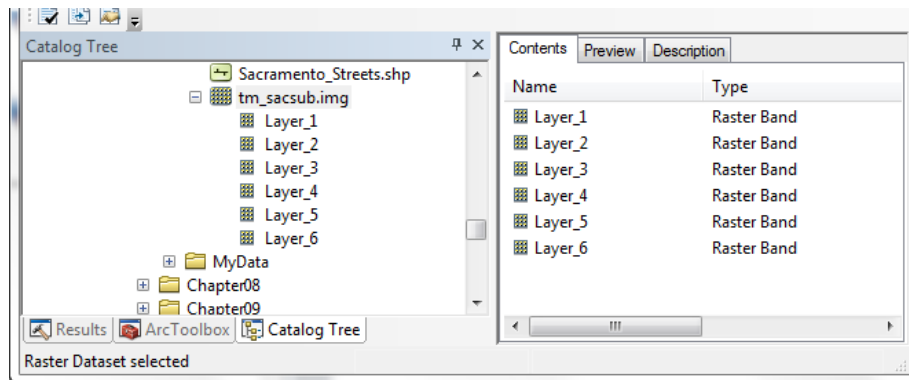 Catalog Tree
Sacramento_Streets.shp
tm_sacsub.img
Layer_1
Layer_2
Layer_3
Layer_4
Layer_5
Layer_6
MyData
Chapter08
Chapter09
Results ArcToolbox Catalog Tree
Contents Preview Description
Name Type
Layer_1 Raster Band
Layer_2 Raster Band
Layer_3 Raster Band
Layer_4 Raster Band
Layer_5 Raster Band
Layer_6 Raster Band
Raster Dataset selected